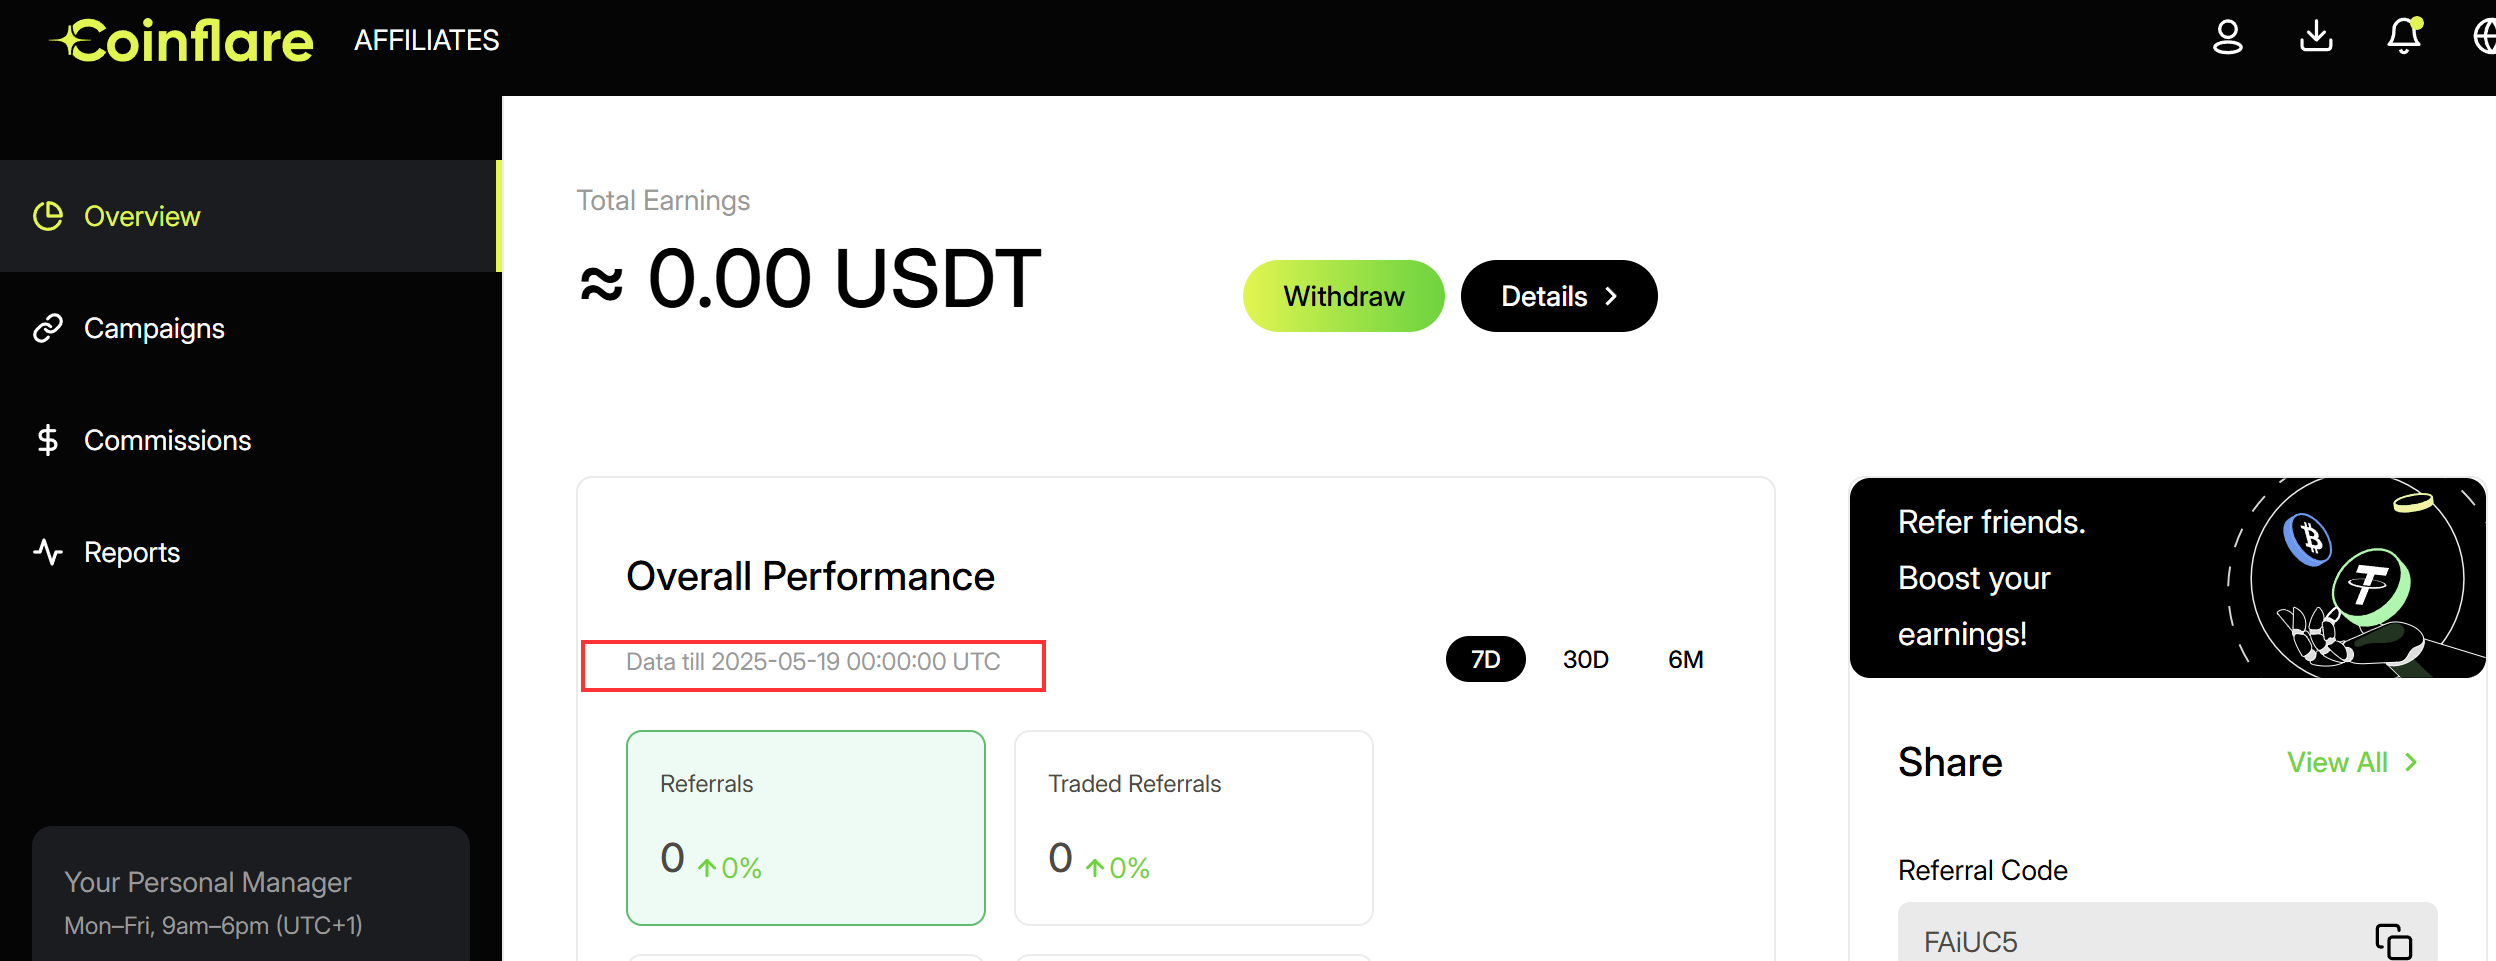 Coinflare AFFILIATES
Overview
Campaigns
Commissions
Reports
Your Personal Manager
Mon–Fri, 9am–6pm (UTC+1)
Total Earnings
≈ 0.00 USDT
Withdraw
Details
Overall Performance
Data till 2025-05-19 00:00:00 UTC
7D 30D 6M
Referrals
0 0%
Traded Referrals
0 0%
Refer friends.
Boost your
earnings!
Share
View All
Referral Code
FAiUC5